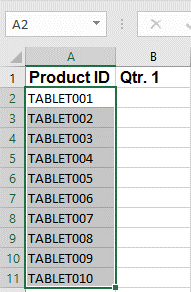 A2
A B
1 Product ID Qtr. 1
2 TABLET001
3 TABLET002
4 TABLET003
5 TABLET004
6 TABLET005
7 TABLET006
8 TABLET007
9 TABLET008
10 TABLET009
11 TABLET010